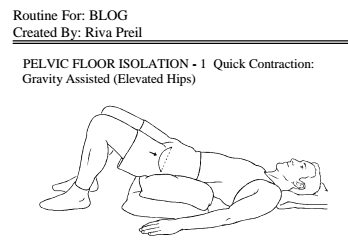 Routine For: BLOG
Created By: Riva Preil
PELVIC FLOOR ISOLATION - 1 Quick Contraction:
Gravity Assisted (Elevated Hips)